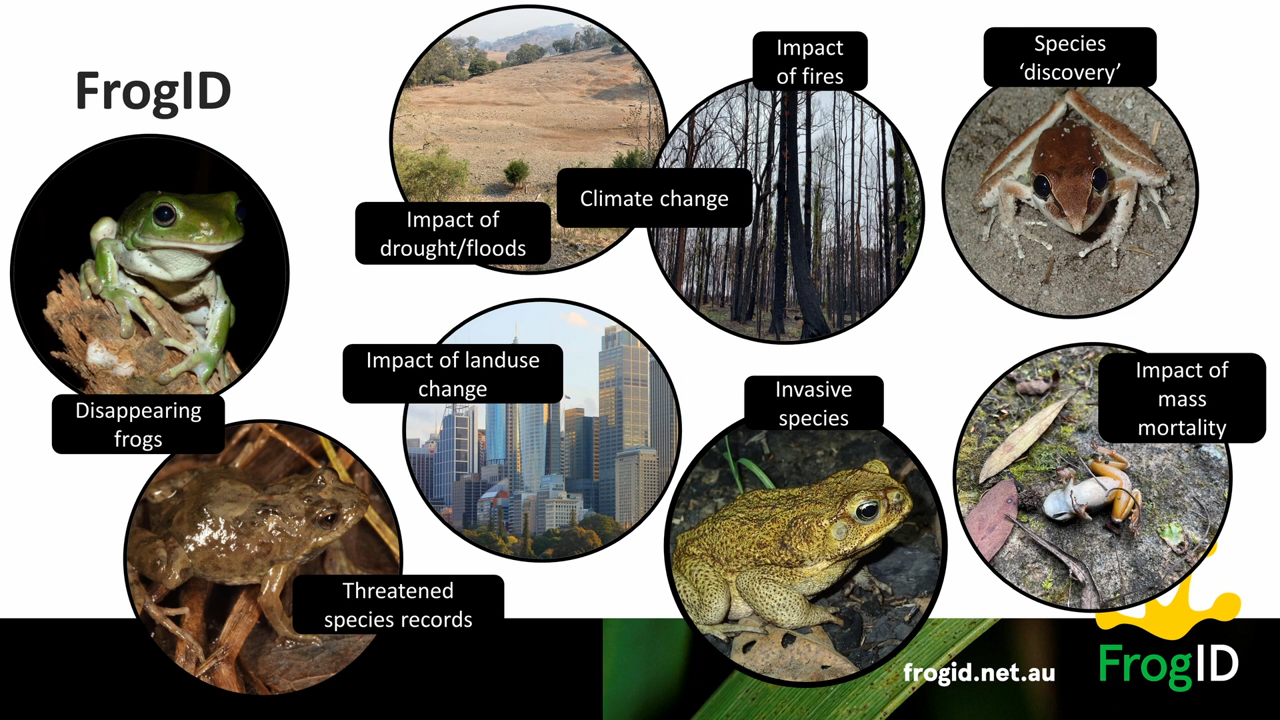 FrogID
Impact
of fires
Species
‘discovery’
Climate change
Impact of
drought/floods
Impact of landuse
change
Invasive
species
Impact of
mass
mortality
Disappearing
frogs
Threatened
species records
frogid.net.au
FrogID